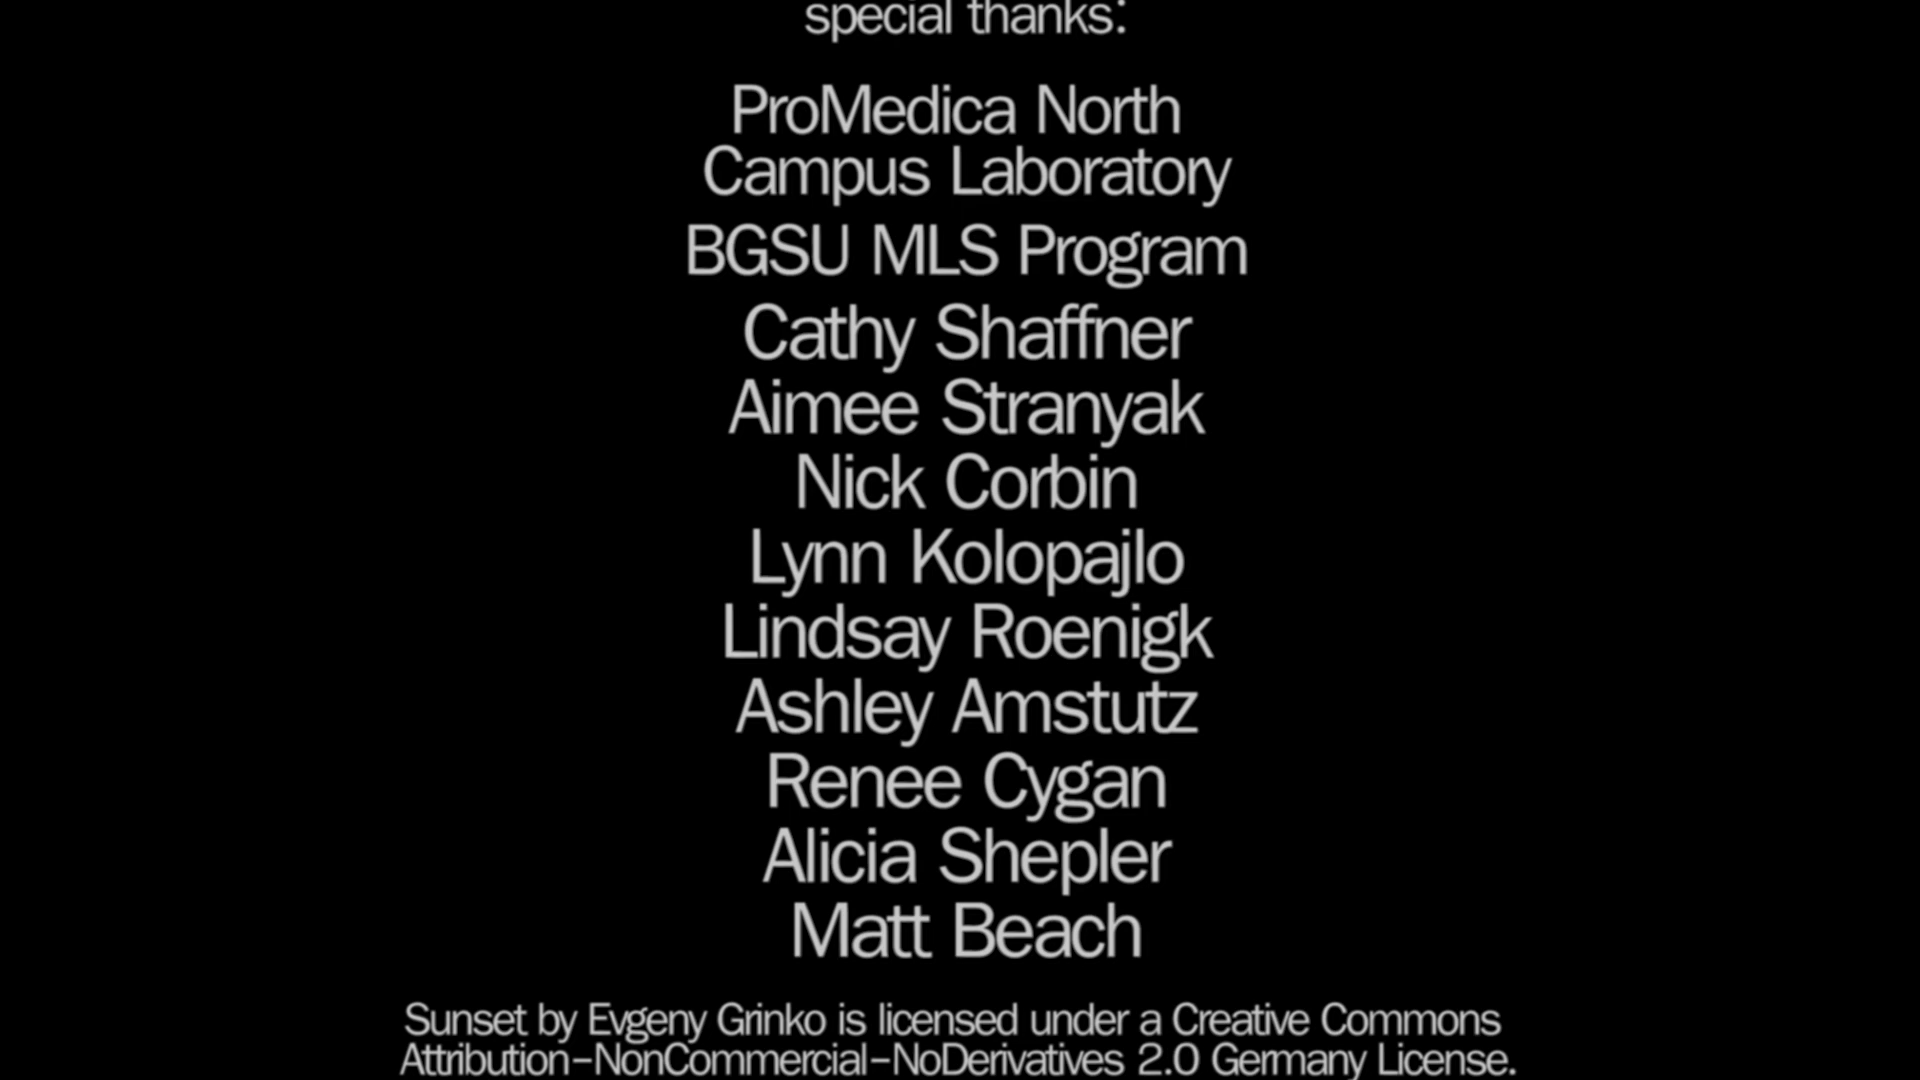 special thanks:
ProMedica North
Campus Laboratory
BGSU MLS Program
Cathy Shaffner
Aimee Stranyak
Nick Corbin
Lynn Kolopajlo
Lindsay Roenigk
Ashley Amstutz
Renee Cygan
Alicia Shepler
Matt Beach
Sunset by Evgeny Grinko is licensed under a Creative Commons
Attribution-NonCommercial-NoDerivatives 2.0 Germany License.